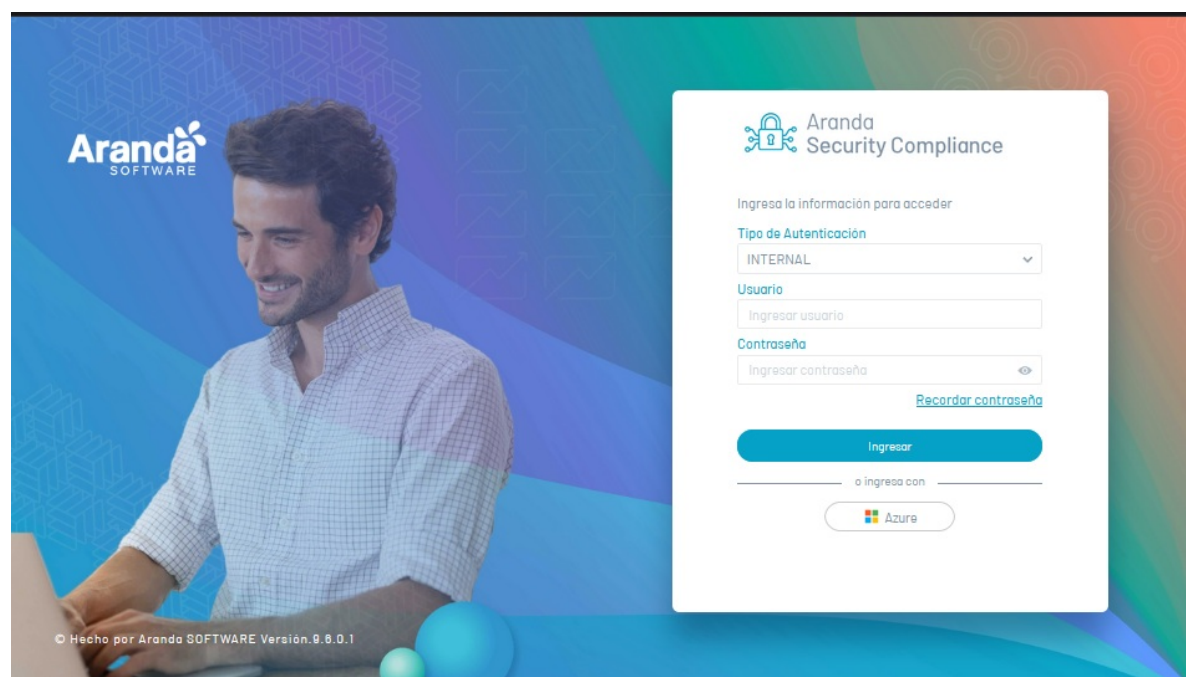 Aranda
SOFTWARE
Aranda
Security Compliance
Ingresa la información para acceder
Tipo de Autenticación
INTERNAL
Usuario
Ingresar usuario
Contraseña
Ingresar contraseña
Recordar contraseña
Ingresar
o ingresa con
Azure
© Hecho por Aranda SOFTWARE Versión.9.6.0.1